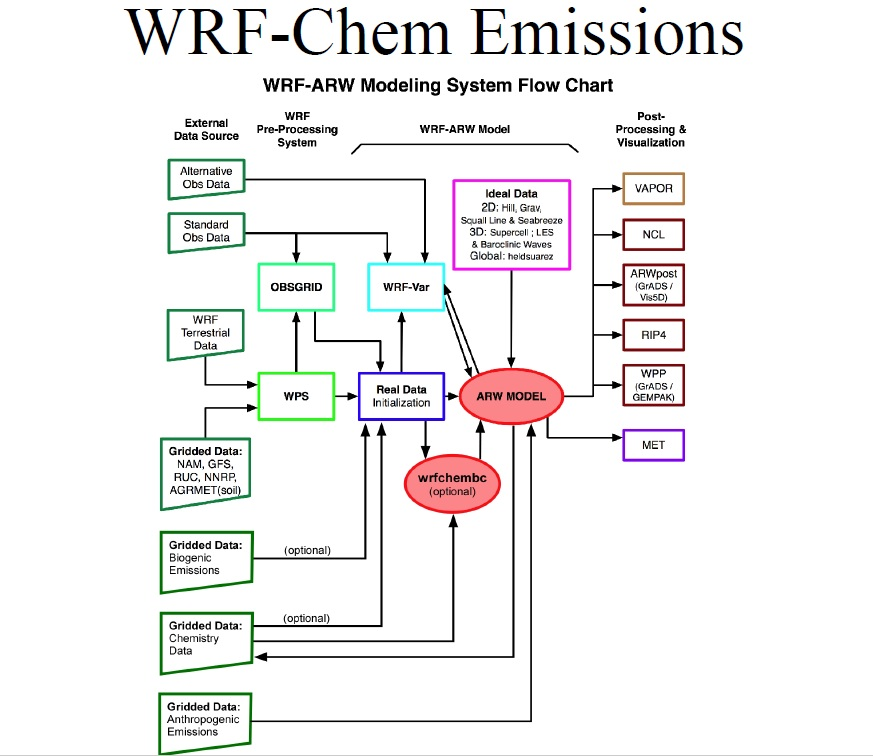 WRF-Chem Emissions
WRF-ARW Modeling System Flow Chart
External
Data Source
WRF
Pre-Processing
System
WRF-ARW Model
Post-
Processing &
Visualization
Alternative
Obs Data
Standard
Obs Data
OBSGRID
WRF-Var
Ideal Data
2D: Hill, Grav,
Squall Line & Seabreeze
3D: Supercell ; LES
& Baroclinic Waves
Global: heldsuarez
VAPOR
NCL
ARWpost
(GrADS /
Vis5D)
RIP4
WPP
(GrADS /
GEMPAK)
MET
WRF
Terrestrial
Data
WPS
Real Data
Initialization
ARW MODEL
Gridded Data:
NAM, GFS,
RUC, NNRP,
AGRMET(soil)
wrfchembc
(optional)
Gridded Data:
Biogenic
Emissions
(optional)
Gridded Data:
Chemistry
Data
(optional)
Gridded Data:
Anthropogenic
Emissions